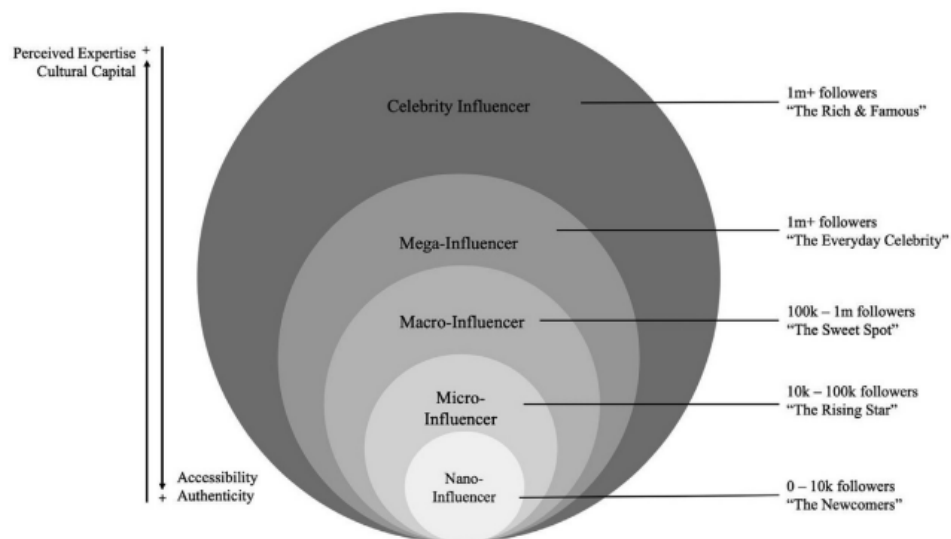 Perceived Expertise +
Cultural Capital
Celebrity Influencer
1m+ followers
“The Rich & Famous”
Mega-Influencer
1m+ followers
“The Everyday Celebrity”
Macro-Influencer
100k – 1m followers
“The Sweet Spot”
Micro-
Influencer
10k – 100k followers
“The Rising Star”
Nano-
Influencer
0 – 10k followers
“The Newcomers”
Accessibility
+ Authenticity